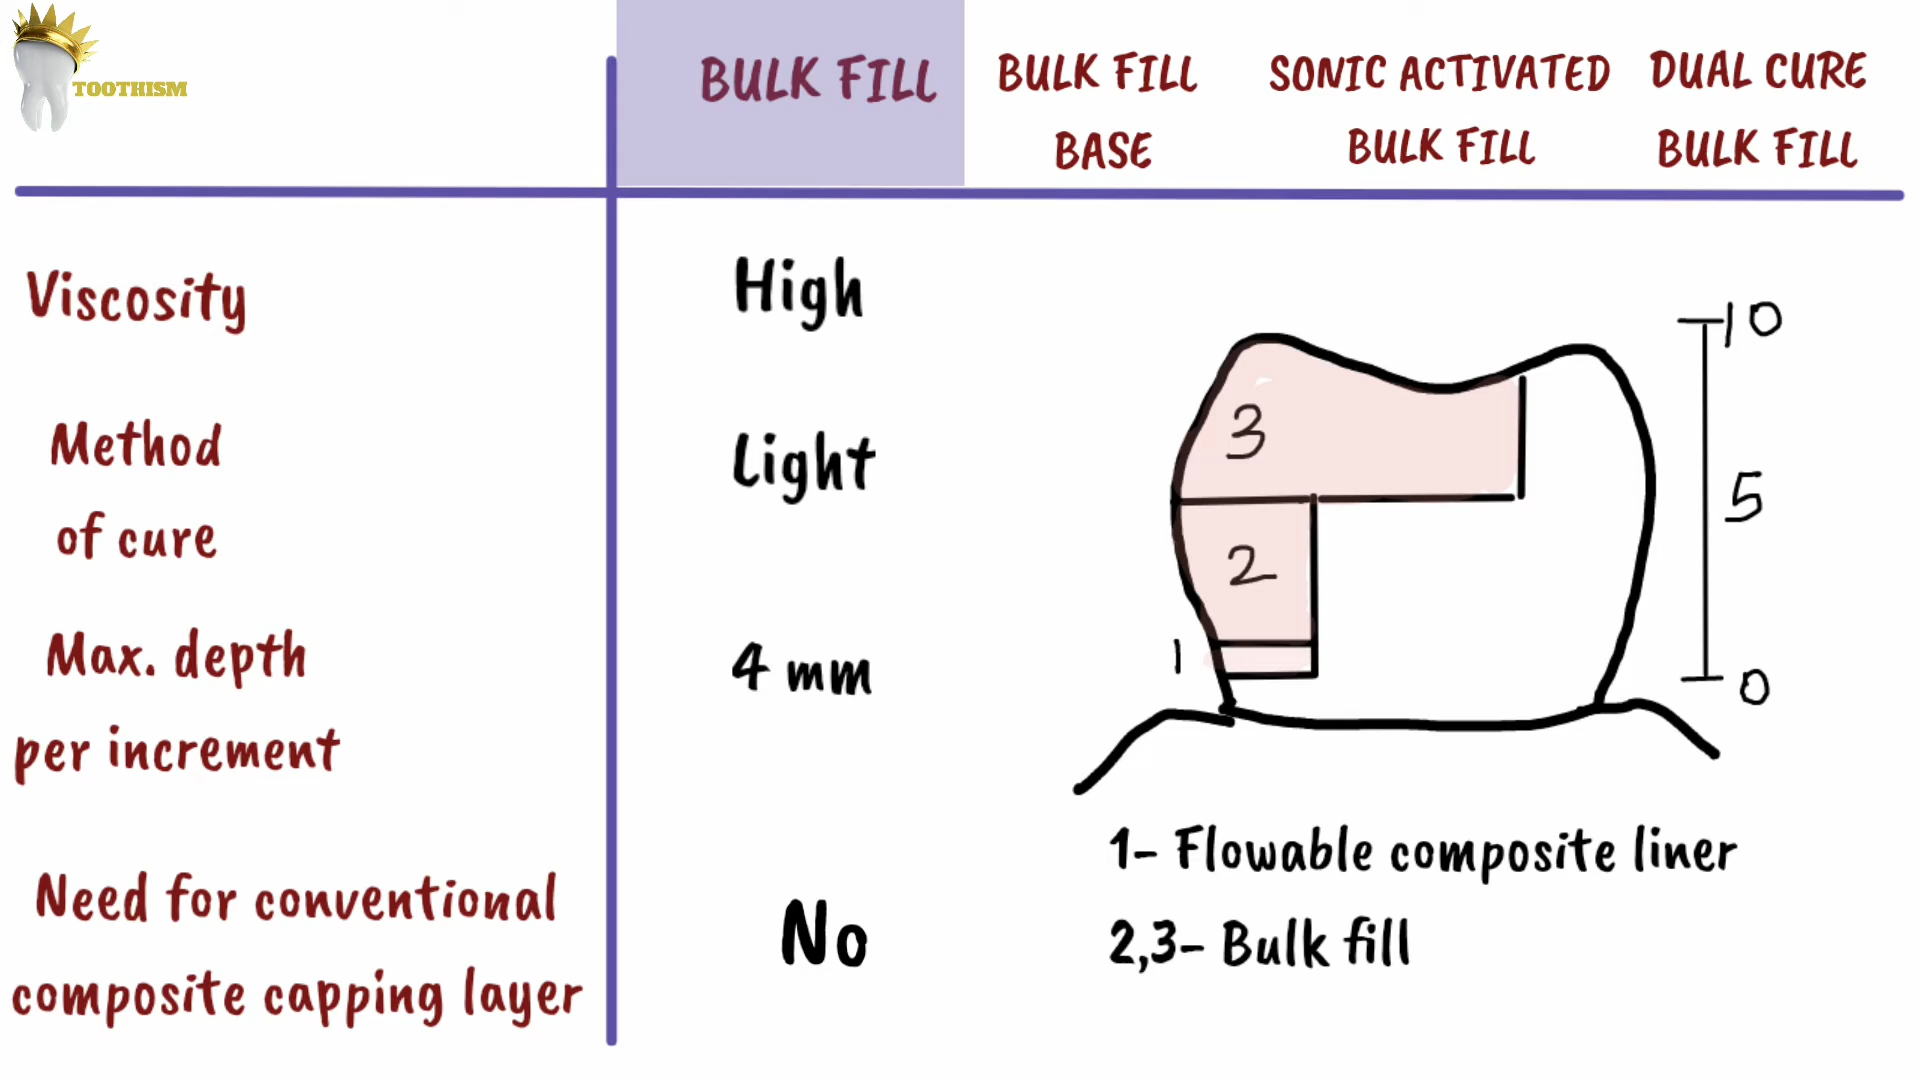 TOOTHISM
BULK FILL
BULK FILL
BASE
SONIC ACTIVATED
BULK FILL
DUAL CURE
BULK FILL
Viscosity
High
Method
of cure
Light
Max. depth
per increment
4 mm
Need for conventional
composite capping layer
No
3
2
1
10
5
0
1- Flowable composite liner
2,3- Bulk fill